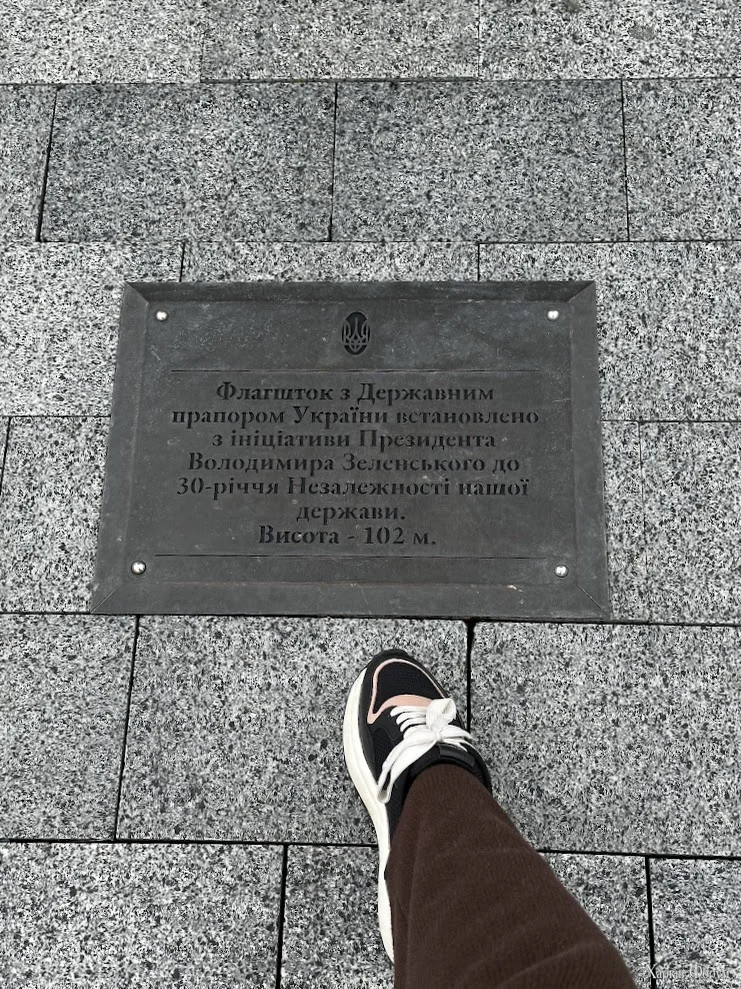 Флагшток з Державним
прапором України встановлено
з ініціативи Президента
Володимира Зеленського до
30-річчя Незалежності нашої
держави.
Висота - 102 м.